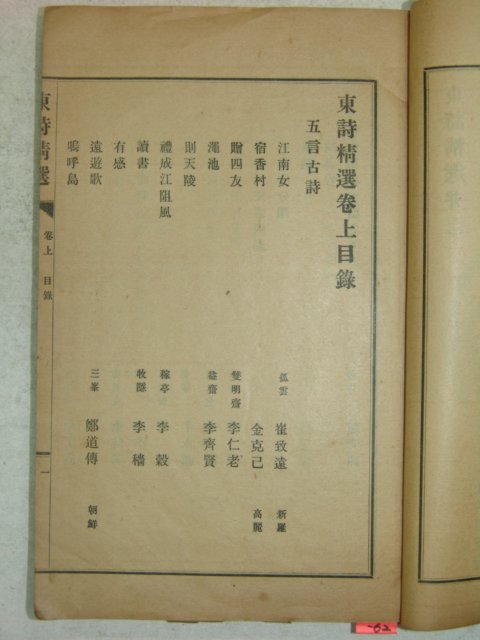 東詩精選卷上目錄
五言古詩
江南女 孤雲 崔致遠 新羅
宿香村 金克己 高麗
贈四友 雙明齋 李仁老
澠池 益齋 李齊賢
則天陵
禮成江阻風 稼亭 李穀
讀書 牧隱 李穡
有感
遠遊歌
嗚呼島 三峯 鄭道傳 朝鮮
東詩精選 卷上 目錄 一
-62